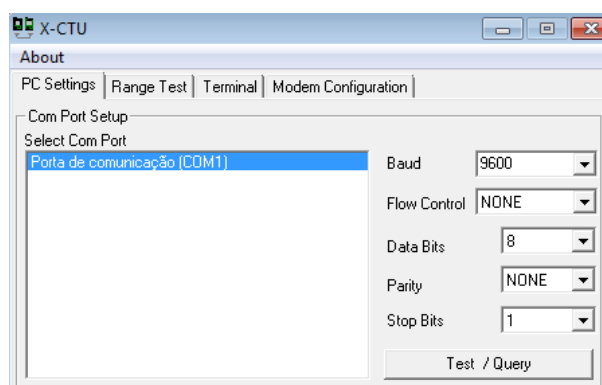 X-CTU
About
PC Settings Range Test Terminal Modem Configuration
Com Port Setup
Select Com Port
Porta de comunicação (COM1)
Baud 9600
Flow Control NONE
Data Bits 8
Parity NONE
Stop Bits 1
Test / Query